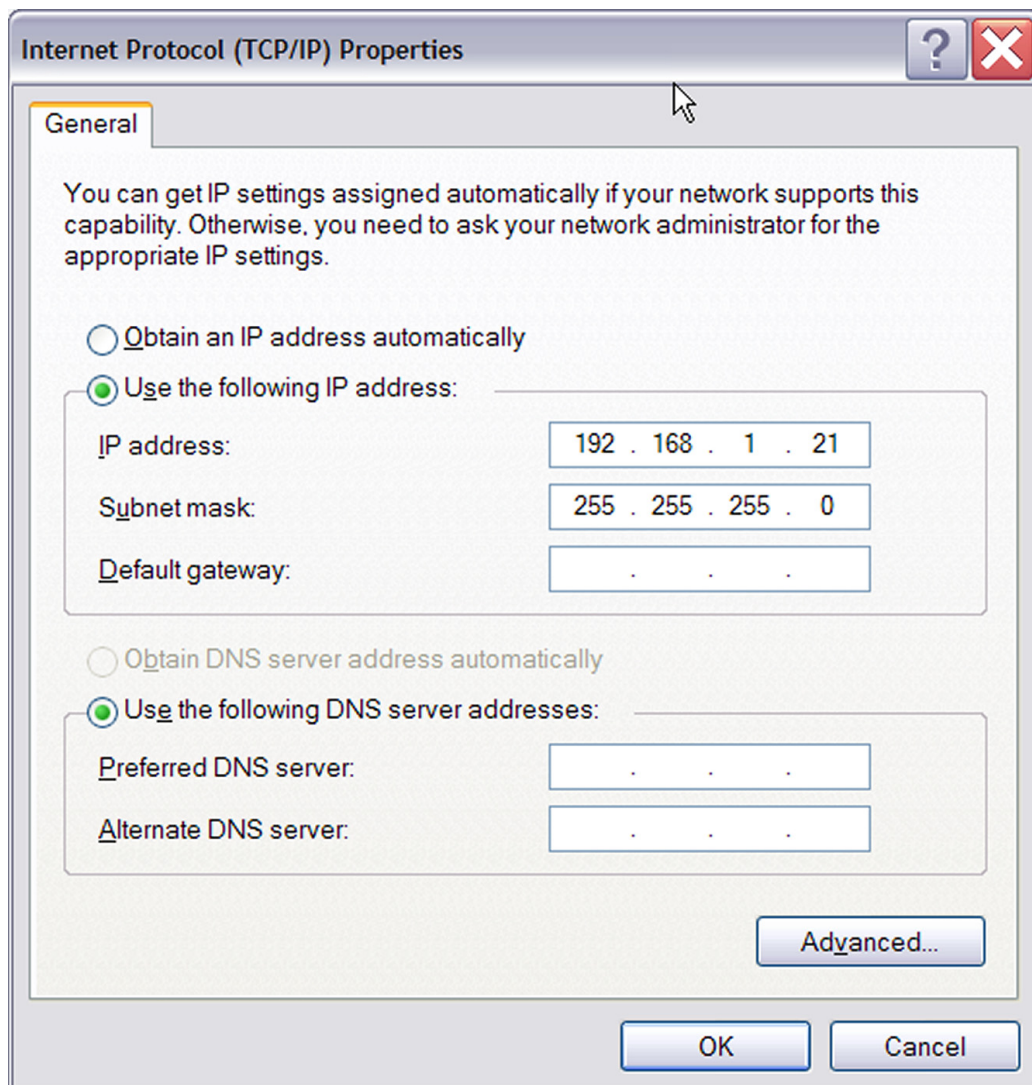 Internet Protocol (TCP/IP) Properties
?
General
You can get IP settings assigned automatically if your network supports this
capability. Otherwise, you need to ask your network administrator for the
appropriate IP settings.
Obtain an IP address automatically
Use the following IP address:
IP address: 192 . 168 . 1 . 21
Subnet mask: 255 . 255 . 255 . 0
Default gateway: . . .
Obtain DNS server address automatically
Use the following DNS server addresses:
Preferred DNS server: . . .
Alternate DNS server: . . .
Advanced...
OK Cancel